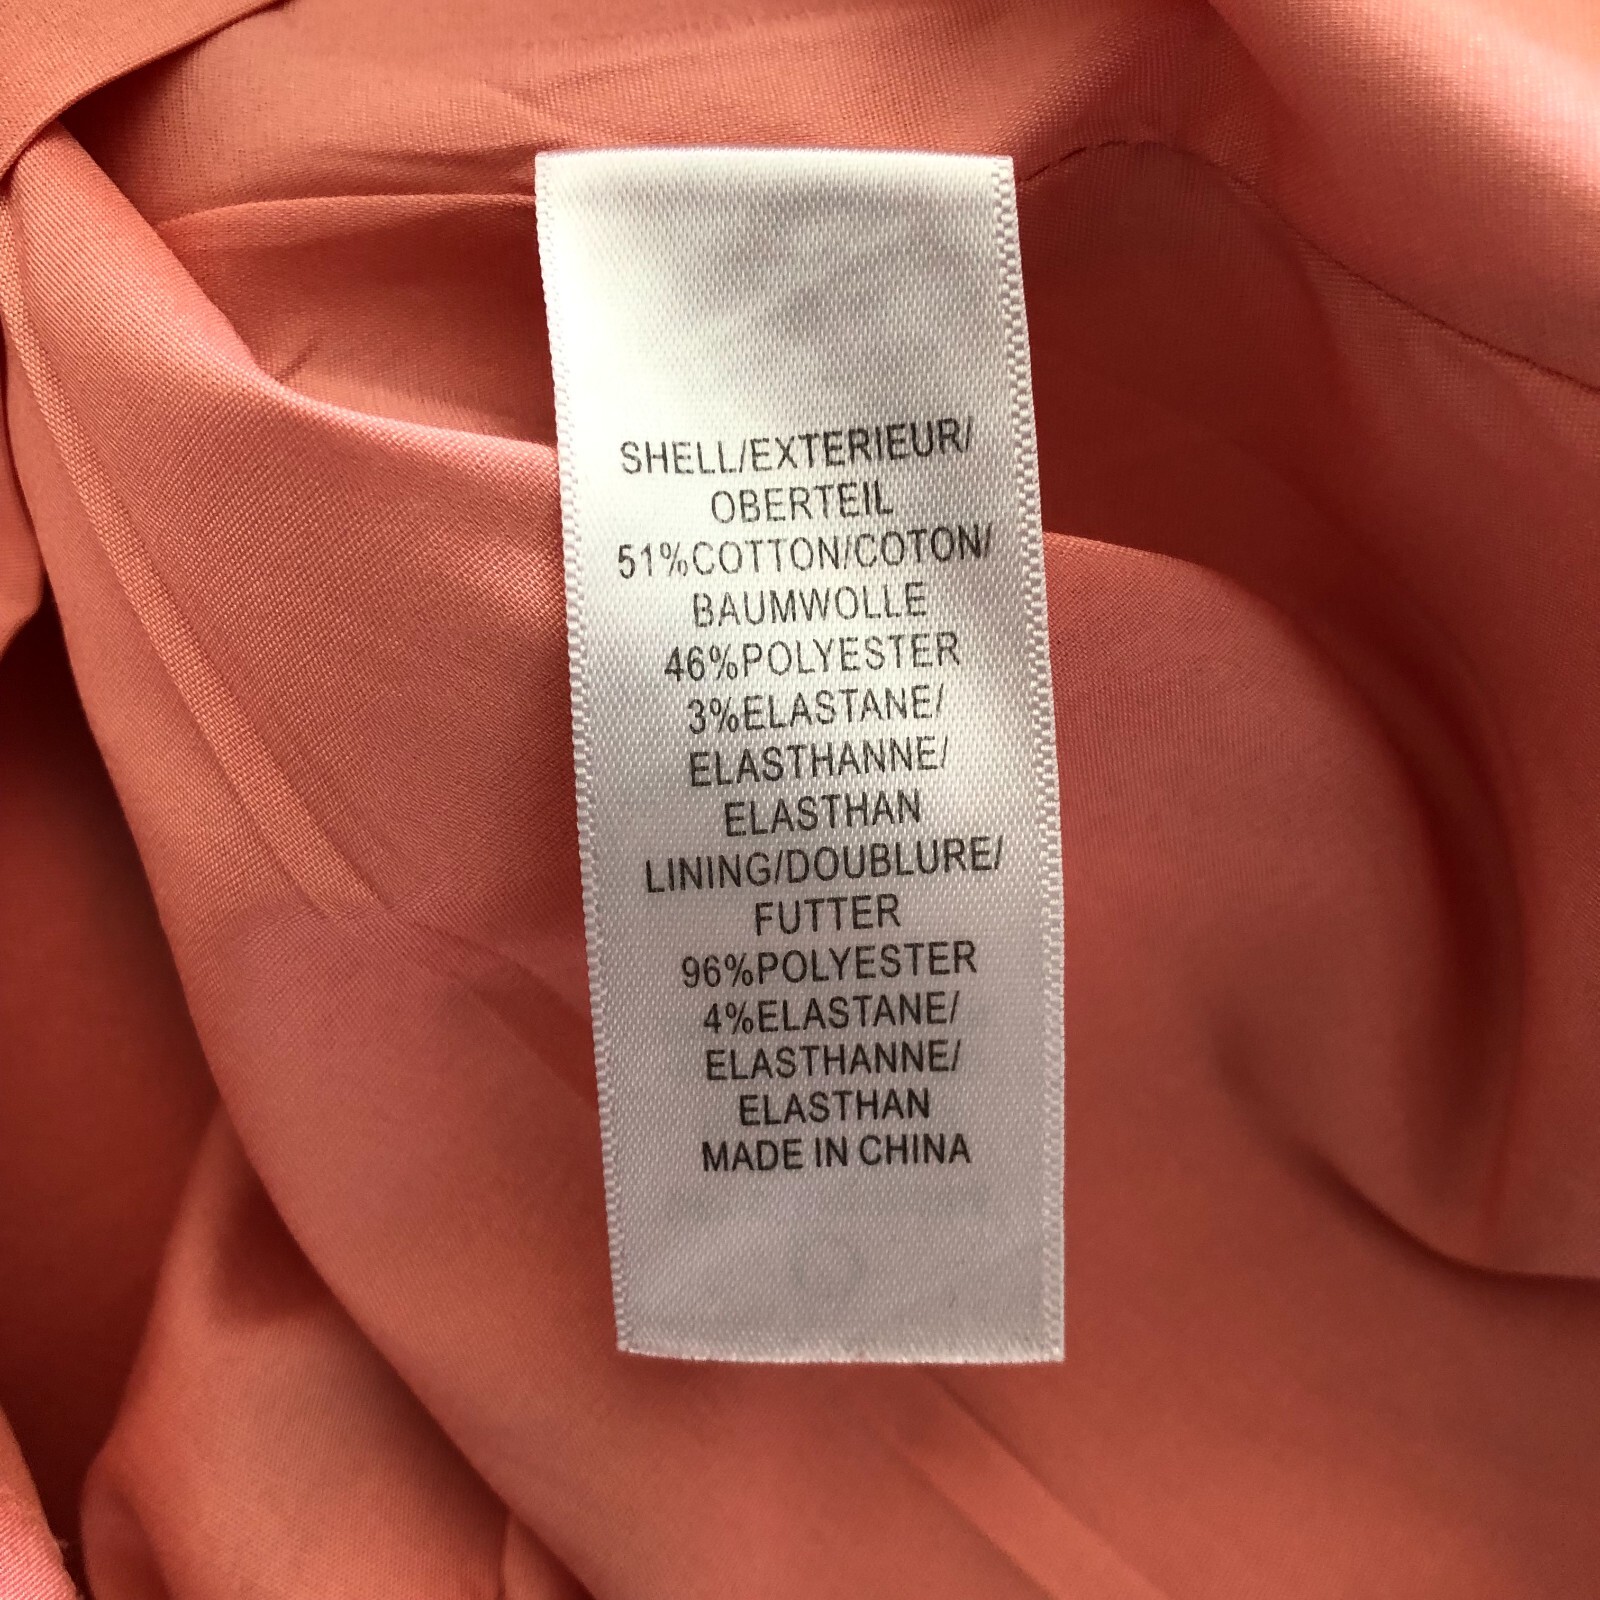 SHELL/EXTERIEUR/
OBERTEIL
51%COTTON/COTON/
BAUMWOLLE
46%POLYESTER
3%ELASTANE/
ELASTHANNE/
ELASTHAN
LINING/DOUBLURE/
FUTTER
96%POLYESTER
4%ELASTANE/
ELASTHANNE/
ELASTHAN
MADE IN CHINA